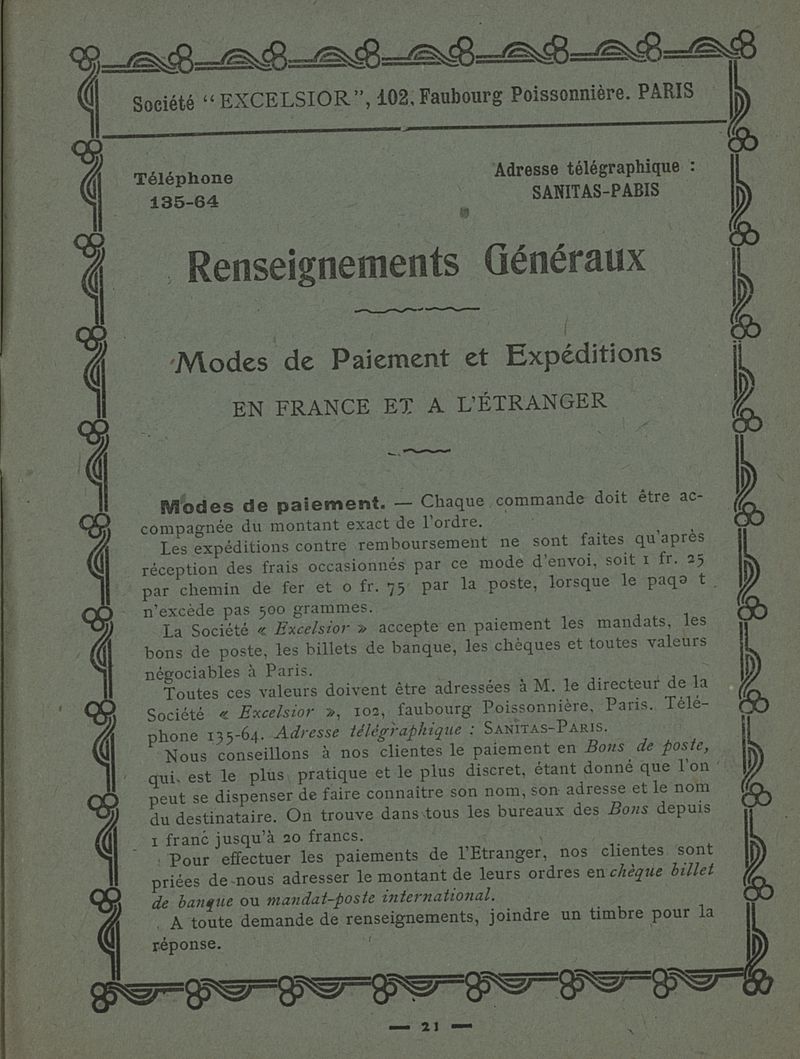 Société "EXCELSIOR", 102, Faubourg Poissonnière. PARIS
Téléphone
135-64
Adresse télégraphique :
SANITAS-PABIS
Renseignements Généraux
Modes de Paiement et Expéditions
EN FRANCE ET A L'ÉTRANGER
Modes de paiement. — Chaque commande doit être ac-
compagnée du montant exact de l'ordre.
Les expéditions contre remboursement ne sont faites qu'après
réception des frais occasionnés par ce mode d'envoi, soit 1 fr. 25
par chemin de fer et 0 fr. 75 par la poste, lorsque le paqə t
n'excède pas 500 grammes.
La Société « Excelsior » accepte en paiement les mandats, les
bons de poste, les billets de banque, les chèques et toutes valeurs
négociables à Paris.
Toutes ces valeurs doivent être adressées à M. le directeur de la
Société « Excelsior », 102, faubourg Poissonnière, Paris. Télé-
phone 135-64. Adresse télégraphique : SANITAS-PARIS.
Nous conseillons à nos clientes le paiement en Bons de poste,
qui est le plus pratique et le plus discret, étant donné que l'on
peut se dispenser de faire connaître son nom, son adresse et le nom
du destinataire. On trouve dans tous les bureaux des Bons depuis
1 franc jusqu'à 20 francs.
Pour effectuer les paiements de l'Etranger, nos clientes sont
priées de nous adresser le montant de leurs ordres en chèque billet
de banque ou mandat-poste international.
A toute demande de renseignements, joindre un timbre pour la
réponse.
— 21 —